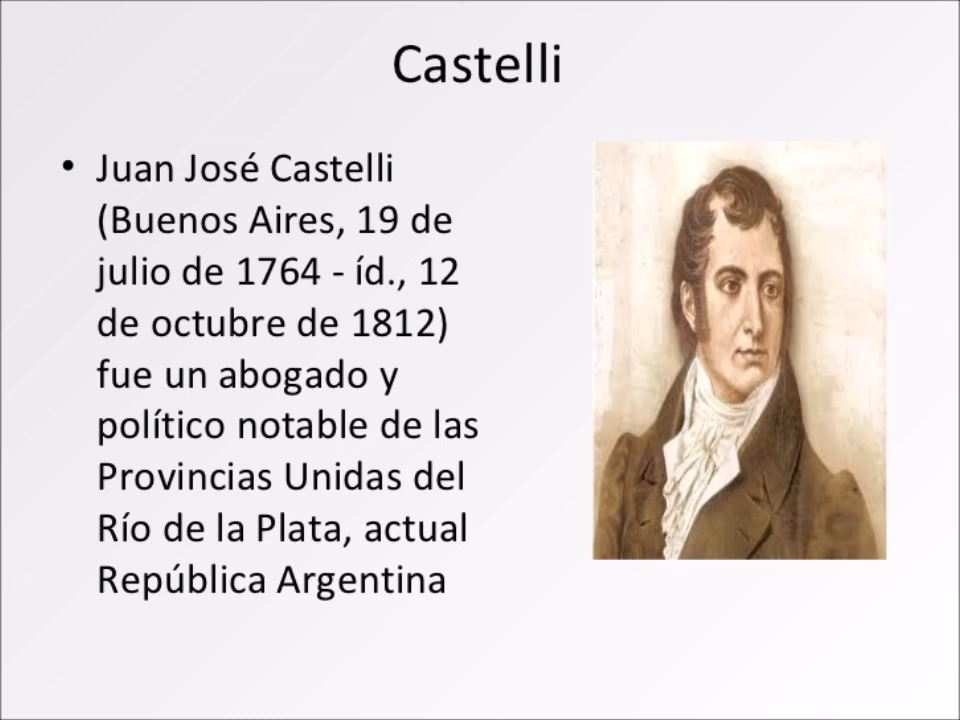 Castelli
• Juan José Castelli
(Buenos Aires, 19 de
julio de 1764 - íd., 12
de octubre de 1812)
fue un abogado y
político notable de las
Provincias Unidas del
Río de la Plata, actual
República Argentina